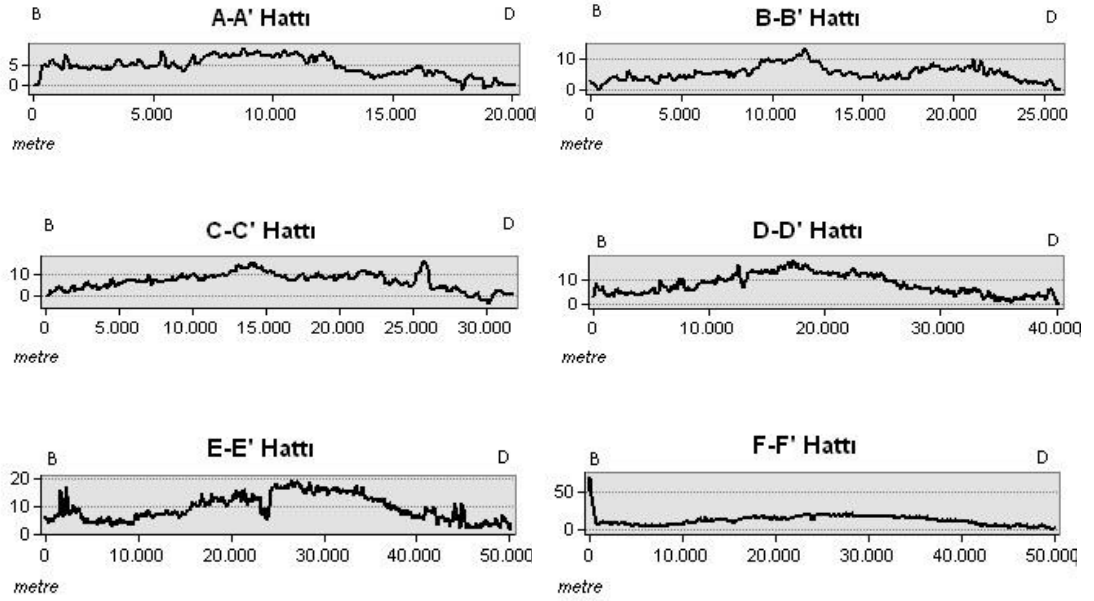 B A-A' Hattı D
5
0
0 5.000 10.000 15.000 20.000
metre
B B-B' Hattı D
10
0
0 5.000 10.000 15.000 20.000 25.000
metre
B C-C' Hattı D
10
0
0 5.000 10.000 15.000 20.000 25.000 30.000
metre
B D-D' Hattı D
10
0
0 10.000 20.000 30.000 40.000
metre
B E-E' Hattı D
20
10
0
0 10.000 20.000 30.000 40.000 50.000
metre
B F-F' Hattı D
50
0
0 10.000 20.000 30.000 40.000 50.000
metre